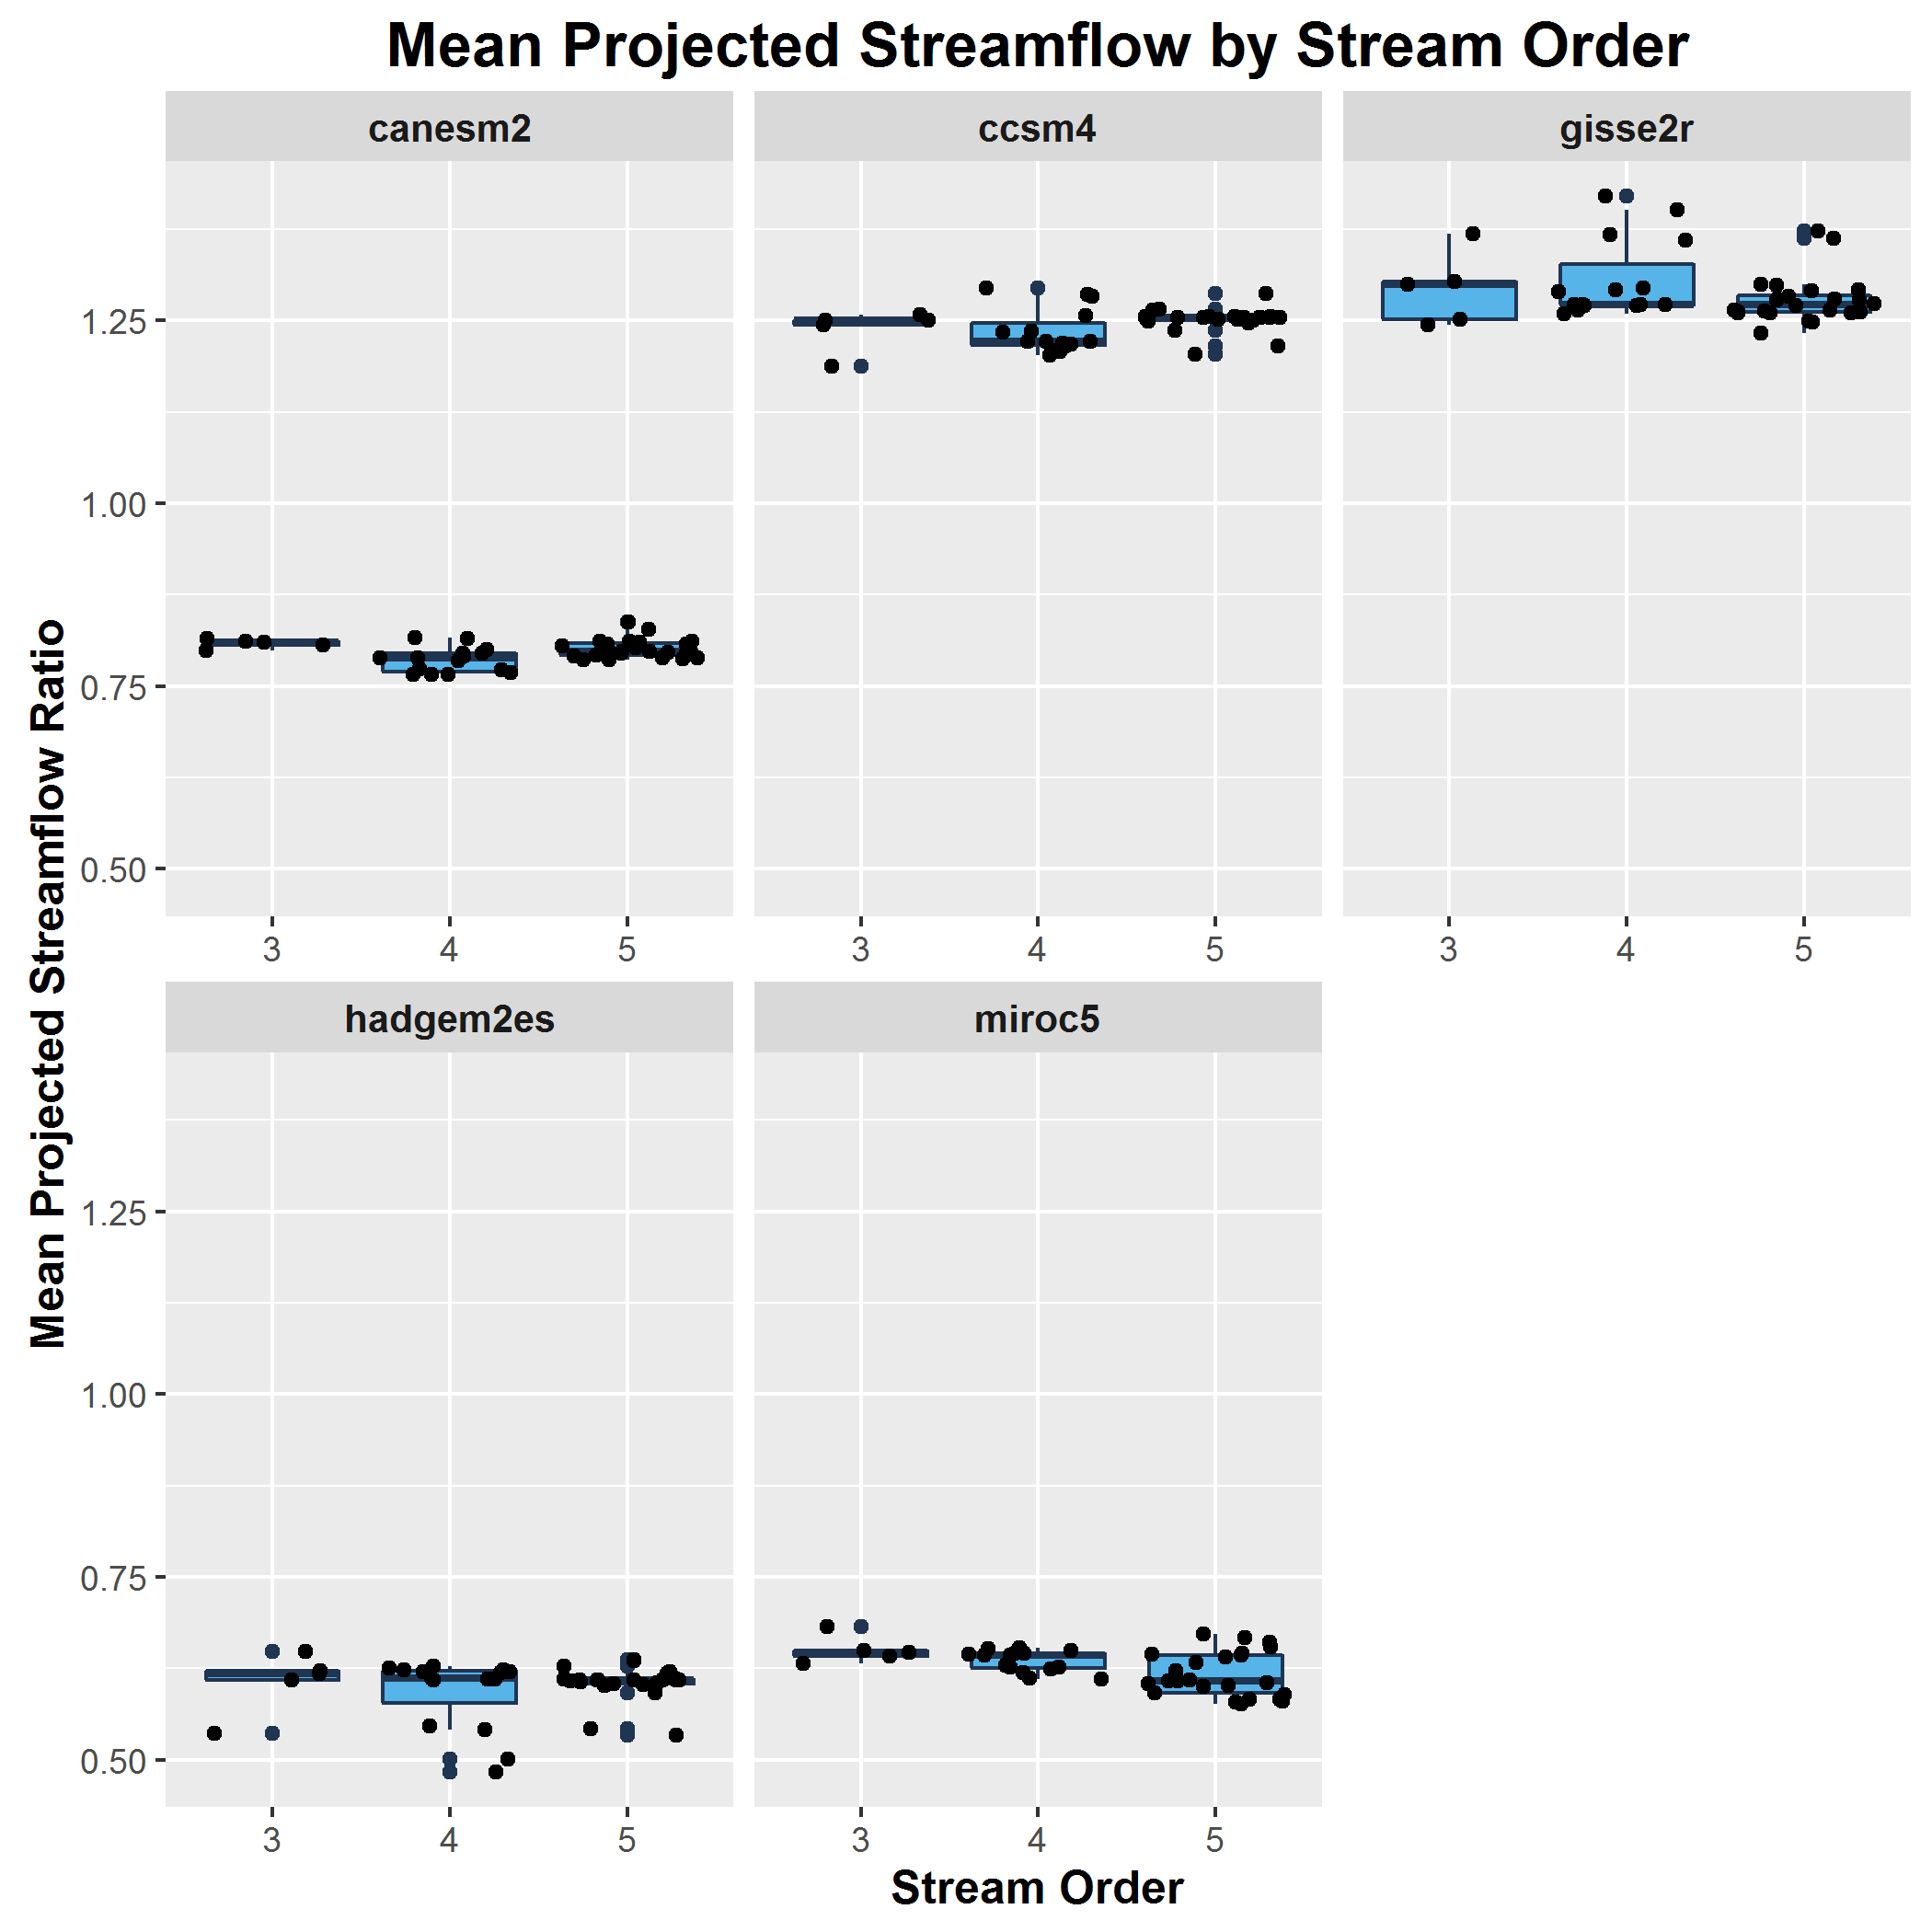 Mean Projected Streamflow by Stream Order
canesm2
ccsm4
gisse2r
1.25
1.00
0.75
0.50
3 4 5
3 4 5
3 4 5
Mean Projected Streamflow Ratio
hadgem2es
miroc5
1.25
1.00
0.75
0.50
3 4 5
3 4 5
Stream Order